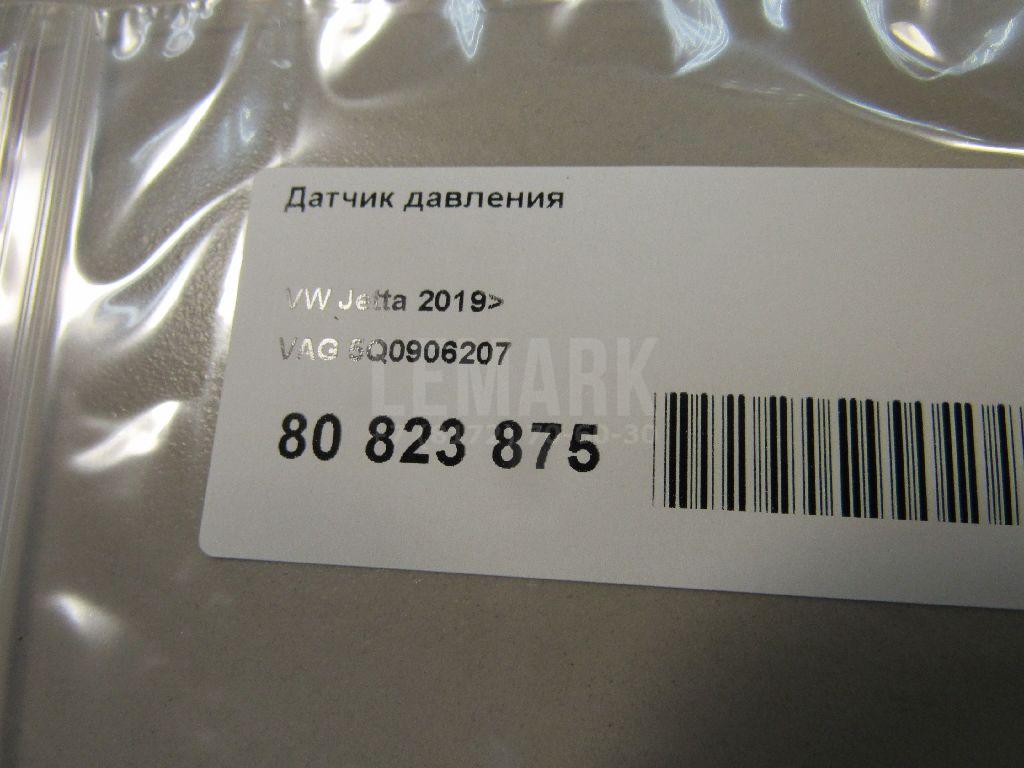 Датчик давления
VW Jetta 2019>
VAG 5Q0906207
LEMARK
80 823 875